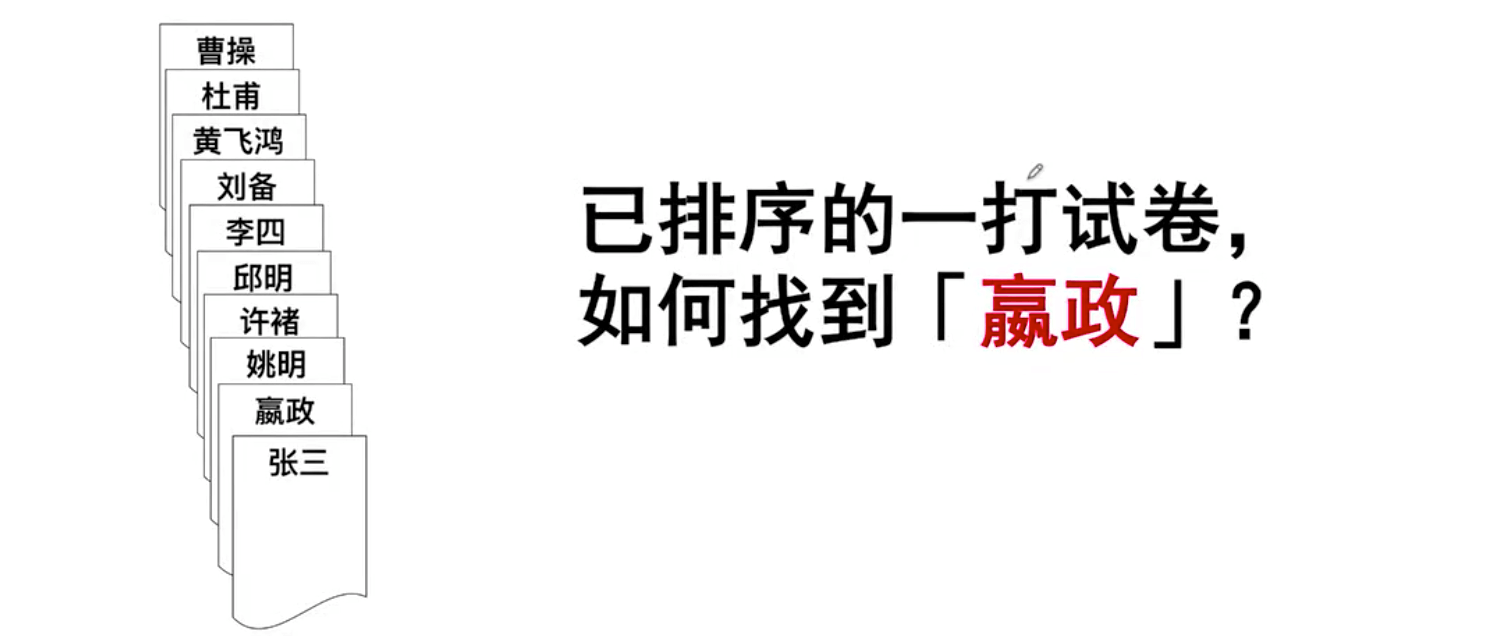 曹操
杜甫
黄飞鸿
刘备
李四
邱明
许褚
姚明
嬴政
张三
已排序的一打试卷，
如何找到「嬴政」？